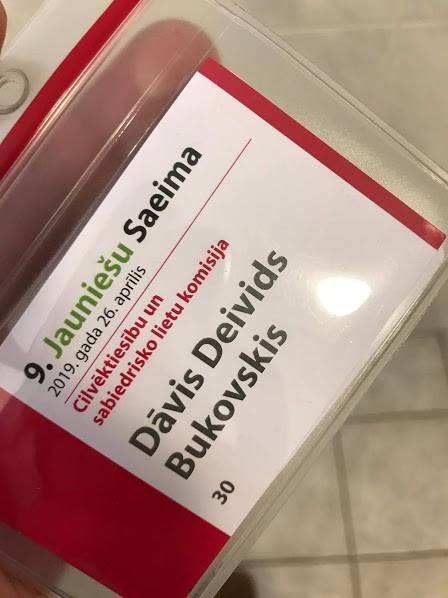 9. Jauniešu Saeima
2019. gada 26. aprīlis
Cilvēktiesību un
sabiedrisko lietu komisija
Dāvis Deivids
Bukovskis
30